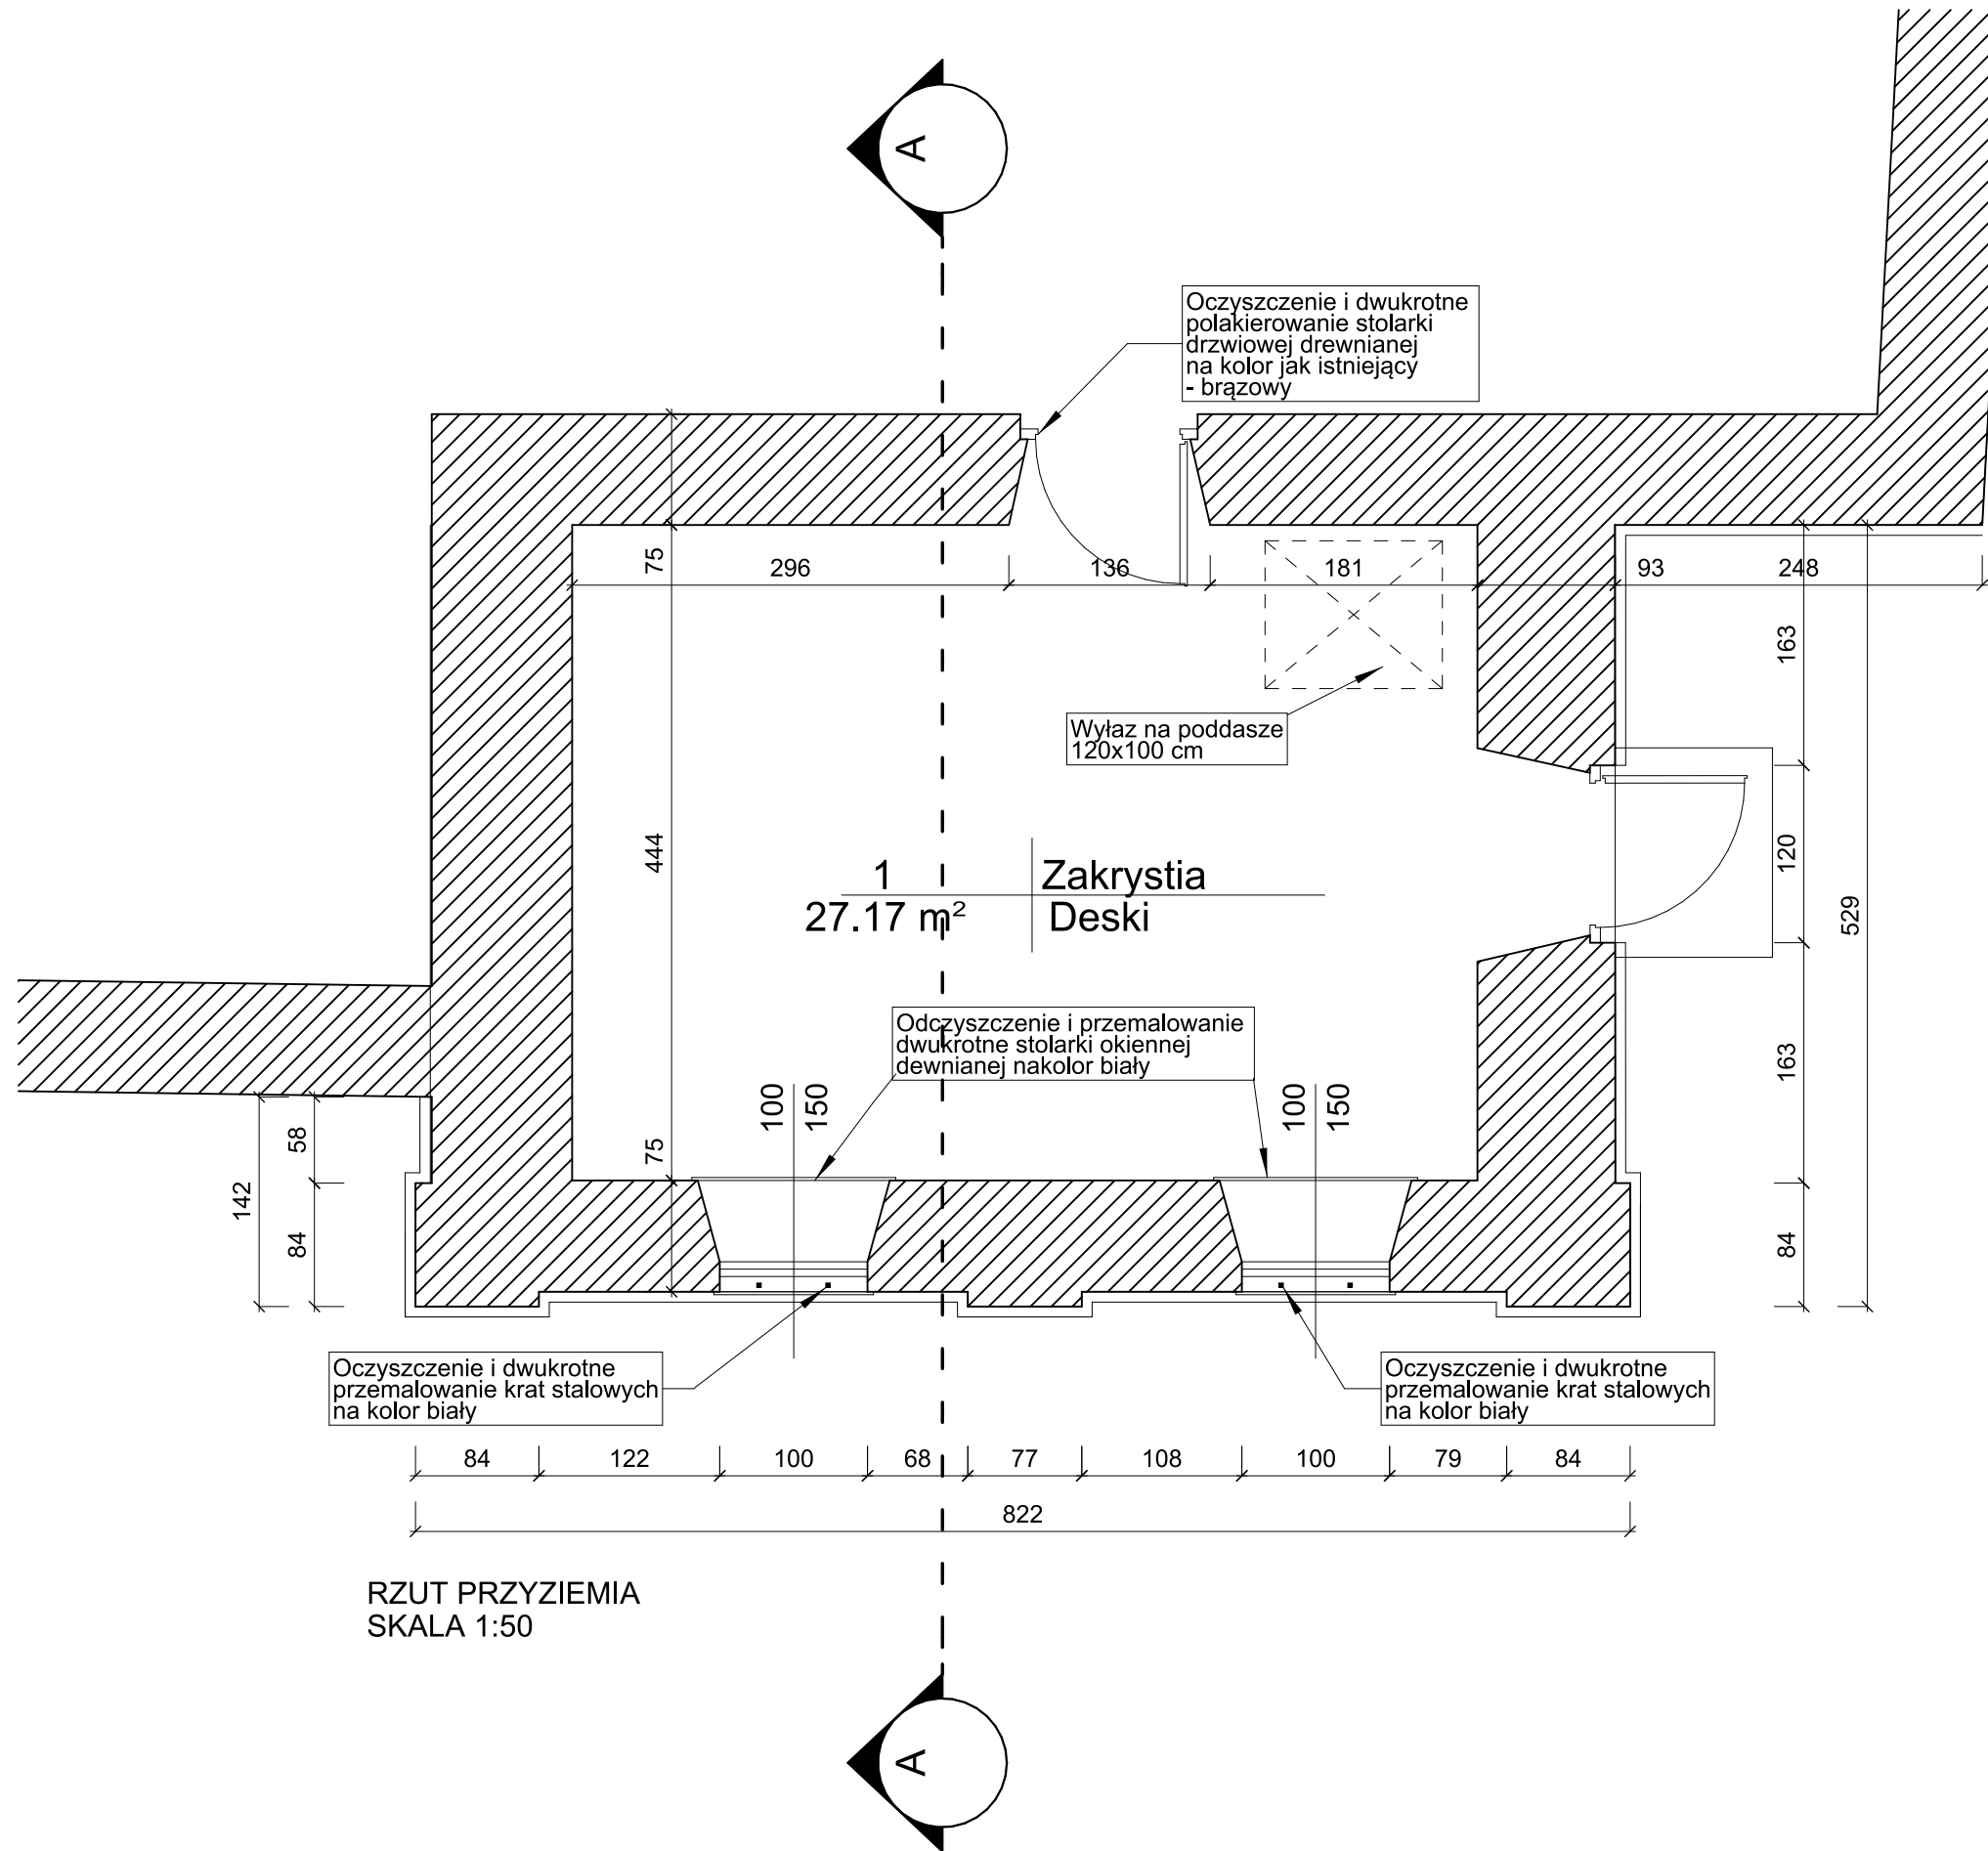 A
Oczyszczenie i dwukrotne
polakierowanie stolarki
drzwiowej drewnianej
na kolor jak istniejący
- brązowy
75
296
136
181
93
248
163
Wyłaz na poddasze
120x100 cm
444
120
529
1
Zakrystia
27.17 m²
Deski
Odczyszczenie i przemalowanie
dwukrotne stolarki okiennej
dewnianej nakolor biały
163
100
150
100
150
75
58
142
84
84
Oczyszczenie i dwukrotne
przemalowanie krat stalowych
na kolor biały
Oczyszczenie i dwukrotne
przemalowanie krat stalowych
na kolor biały
84
122
100
68
77
108
100
79
84
822
RZUT PRZYZIEMIA
SKALA 1:50
A